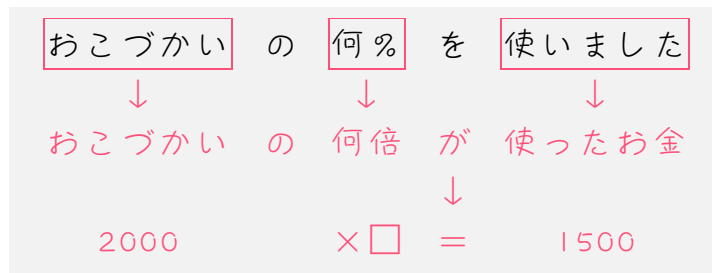 おこづかい の 何% を 使いました
↓ ↓ ↓
おこづかい の 何倍 が 使ったお金
↓
2000 ×□ = 1500